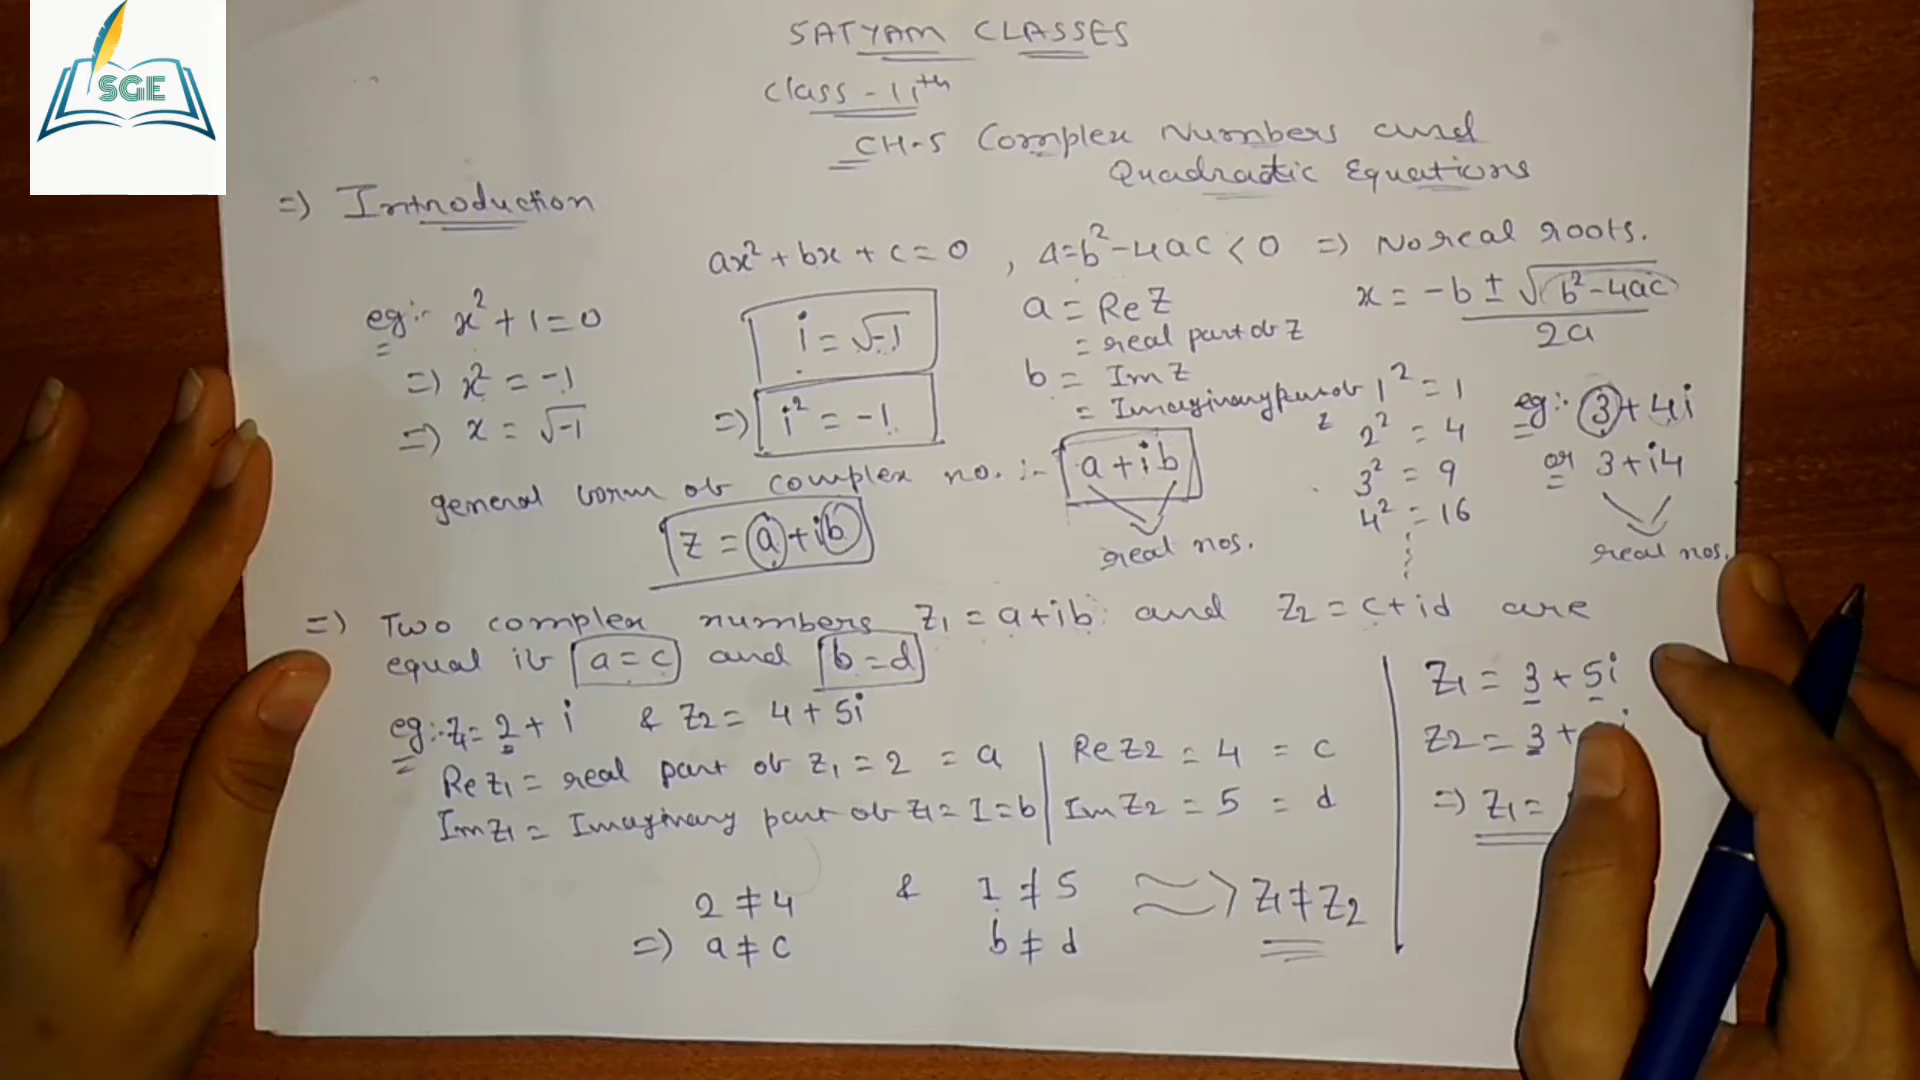 SGE
SATYAM CLASSES
Class - 11th
CH-5 Complex Numbers and
Quadratic Equations
=) Introduction
ax² + bx + c = 0 , Δ = b² - 4ac < 0 => No real roots.
x = -b ± √(b² - 4ac)
2a
eg:- x² + 1 = 0
=) x² = -1
=) x = √-1
i = √-1
=) i² = -1
a = Re Z
= real part of Z
b = Im Z
= Imaginary part of
Z
1² = 1
2² = 4
3² = 9
4² = 16
eg:- 3 + 4i
or 3 + i4
real nos.
general form of complex no. :- a + ib
real nos.
z = a + ib
=) Two complex numbers Z1 = a + ib and Z2 = c + id are
equal if a = c and b = d
eg:- Z1 = 2 + i & Z2 = 4 + 5i
Re Z1 = real part of Z1 = 2 = a
Im Z1 = Imaginary part of Z1 = 1 = b
Re Z2 = 4 = c
Im Z2 = 5 = d
2 ≠ 4 & 1 ≠ 5 => Z1 ≠ Z2
=) a ≠ c b ≠ d
Z1 = 3 + 5i
Z2 = 3 + i
=) Z1 =